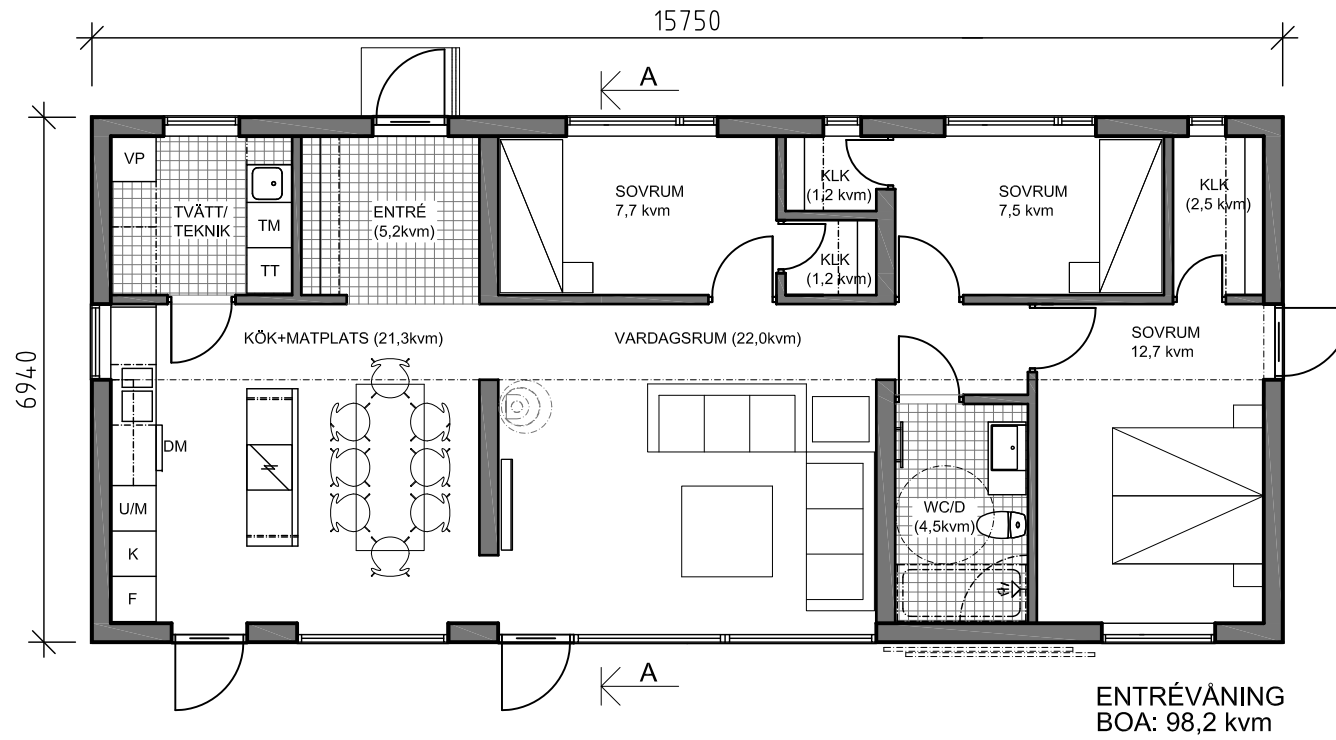 15750
A
6940
VP
TVÄTT/
TEKNIK
TM
TT
ENTRÉ
(5,2kvm)
SOVRUM
7,7 kvm
KLK
(1,2 kvm)
KLK
(1,2 kvm)
SOVRUM
7,5 kvm
KLK
(2,5 kvm)
KÖK+MATPLATS (21,3kvm)
VARDAGSRUM (22,0kvm)
SOVRUM
12,7 kvm
DM
U/M
K
F
WC/D
(4,5kvm)
A
ENTRÉVÅNING
BOA: 98,2 kvm